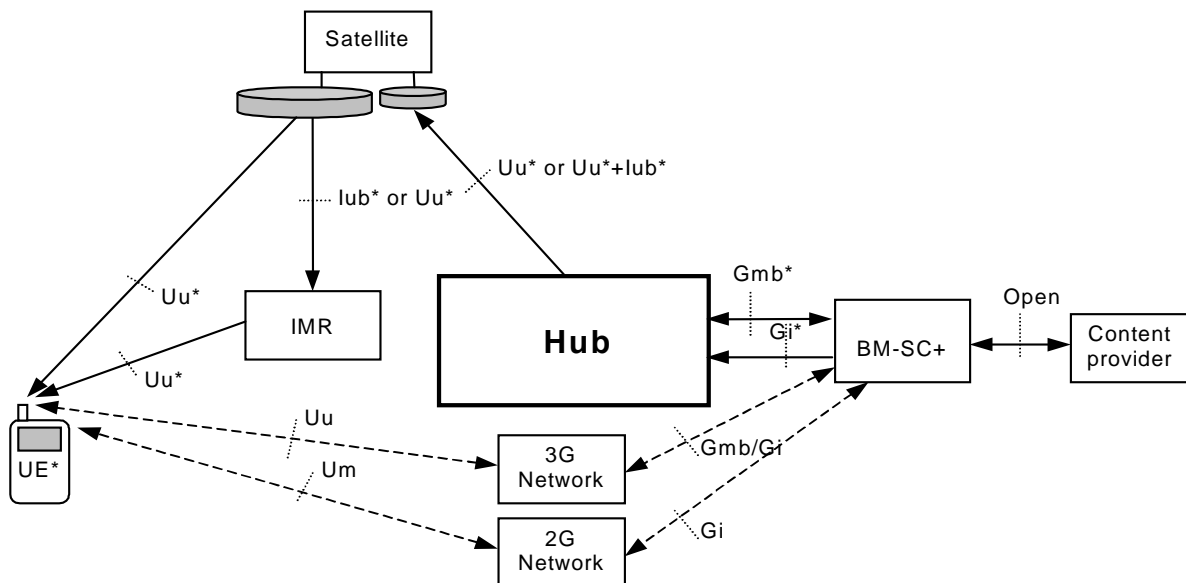 Satellite
Uu* or Uu*+Iub*
Iub* or Uu*
Gmb*
Uu*
Open
IMR
Hub
Gi*
BM-SC+
Content
provider
Uu*
Uu
UE*
3G
Network
Gmb/Gi
Um
2G
Network
Gi